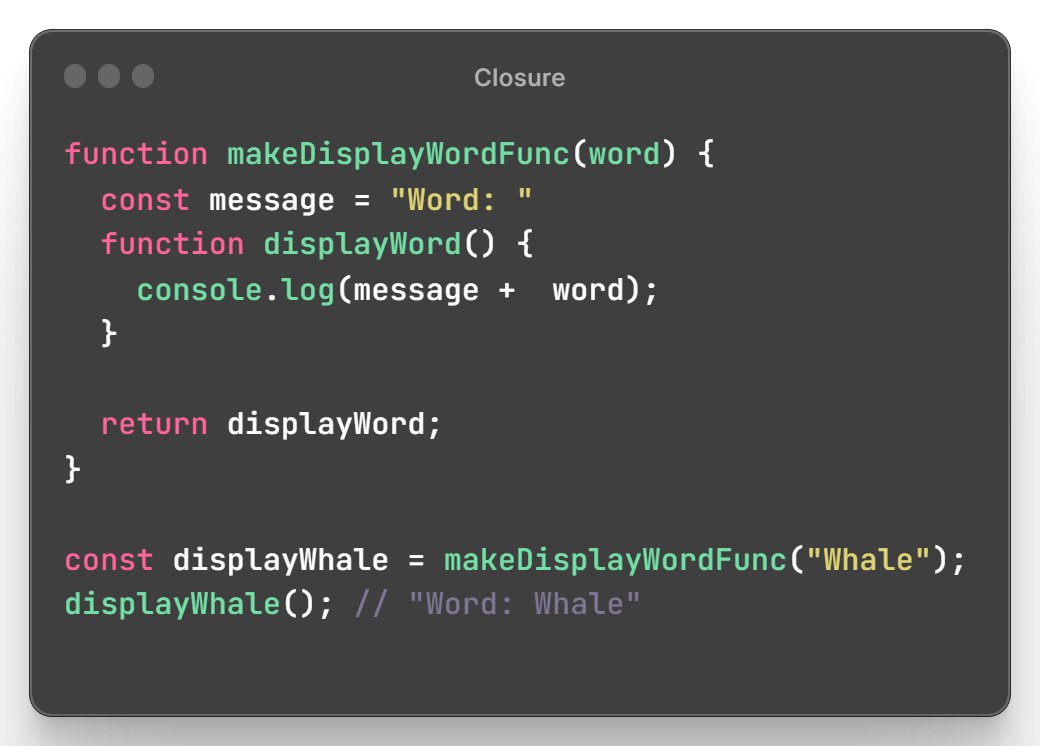 Closure
function makeDisplayWordFunc(word) {
  const message = "Word: "
  function displayWord() {
    console.log(message +  word);
  }

  return displayWord;
}

const displayWhale = makeDisplayWordFunc("Whale");
displayWhale(); // "Word: Whale"